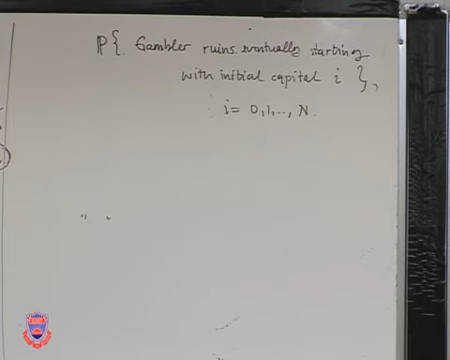 ℙ{ Gambler ruins eventually starting
with initial capital i },
i = 0,1,..., N.